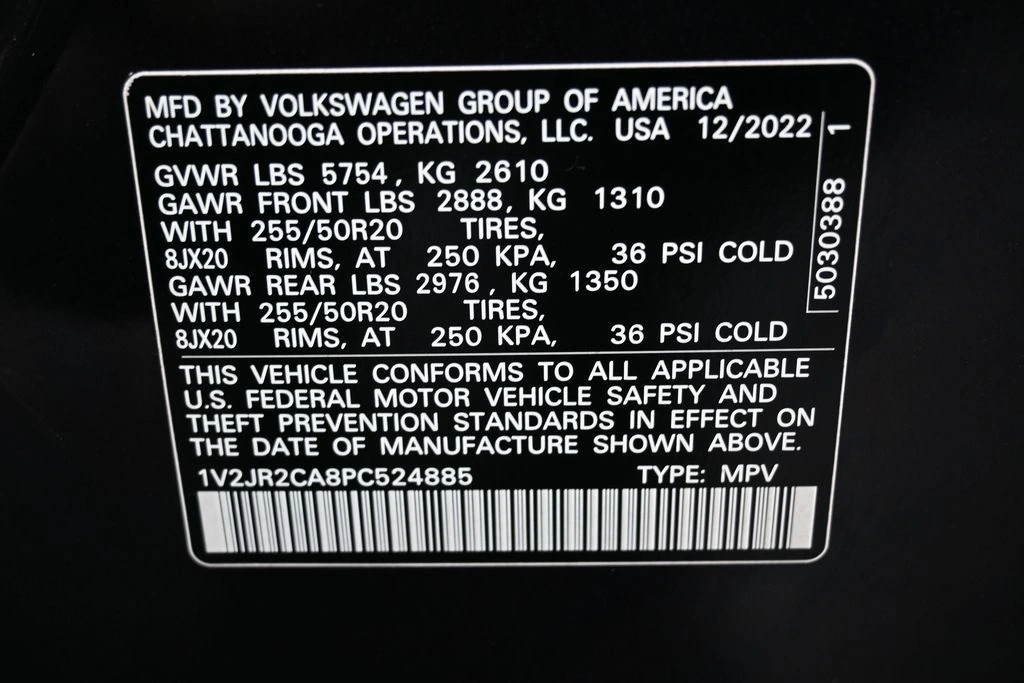 MFD BY VOLKSWAGEN GROUP OF AMERICA
CHATTANOOGA OPERATIONS, LLC. USA 12/2022
GVWR LBS 5754, KG 2610
GAWR FRONT LBS 2888, KG 1310
WITH 255/50R20 TIRES,
8JX20 RIMS, AT 250 KPA, 36 PSI COLD
GAWR REAR LBS 2976, KG 1350
WITH 255/50R20 TIRES,
8JX20 RIMS, AT 250 KPA, 36 PSI COLD
5030388 1
THIS VEHICLE CONFORMS TO ALL APPLICABLE
U.S. FEDERAL MOTOR VEHICLE SAFETY AND
THEFT PREVENTION STANDARDS IN EFFECT ON
THE DATE OF MANUFACTURE SHOWN ABOVE.
1V2JR2CA8PC524885 TYPE: MPV